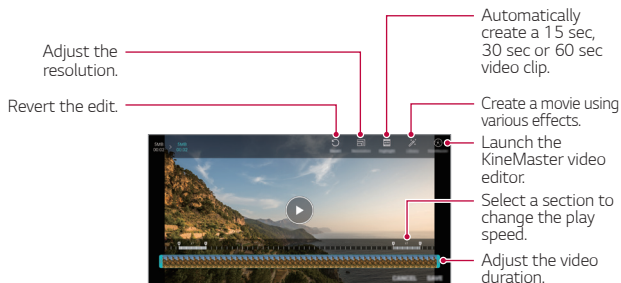 Adjust the
resolution.
Revert the edit.
Automatically
create a 15 sec,
30 sec or 60 sec
video clip.
Create a movie using
various effects.
Launch the
KineMaster video
editor.
Select a section to
change the play
speed.
Adjust the video
duration.
CANCEL
SAVE